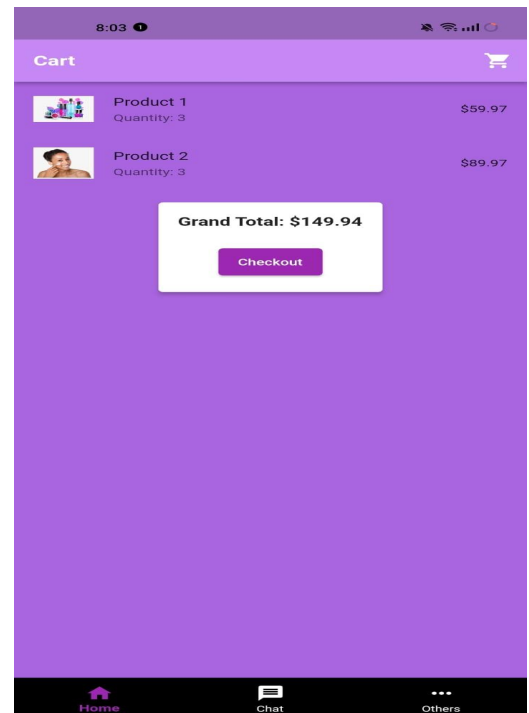 8:03
Cart
Product 1
Quantity: 3
$59.97
Product 2
Quantity: 3
$89.97
Grand Total: $149.94
Checkout
Home
Chat
Others